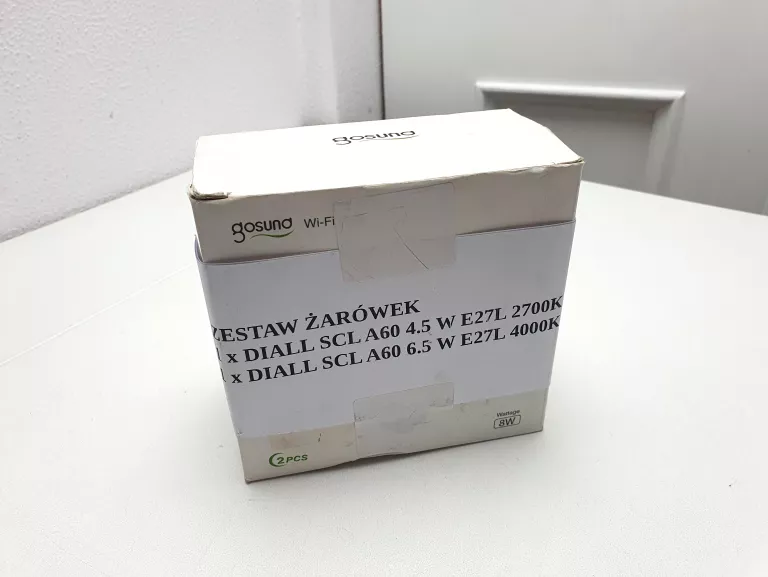 gosund
gosund Wi-Fi
ZESTAW ŻARÓWEK
x DIALL SCL A60 4.5 W E27L 2700K
x DIALL SCL A60 6.5 W E27L 4000K
Wattage
8W
2PCS